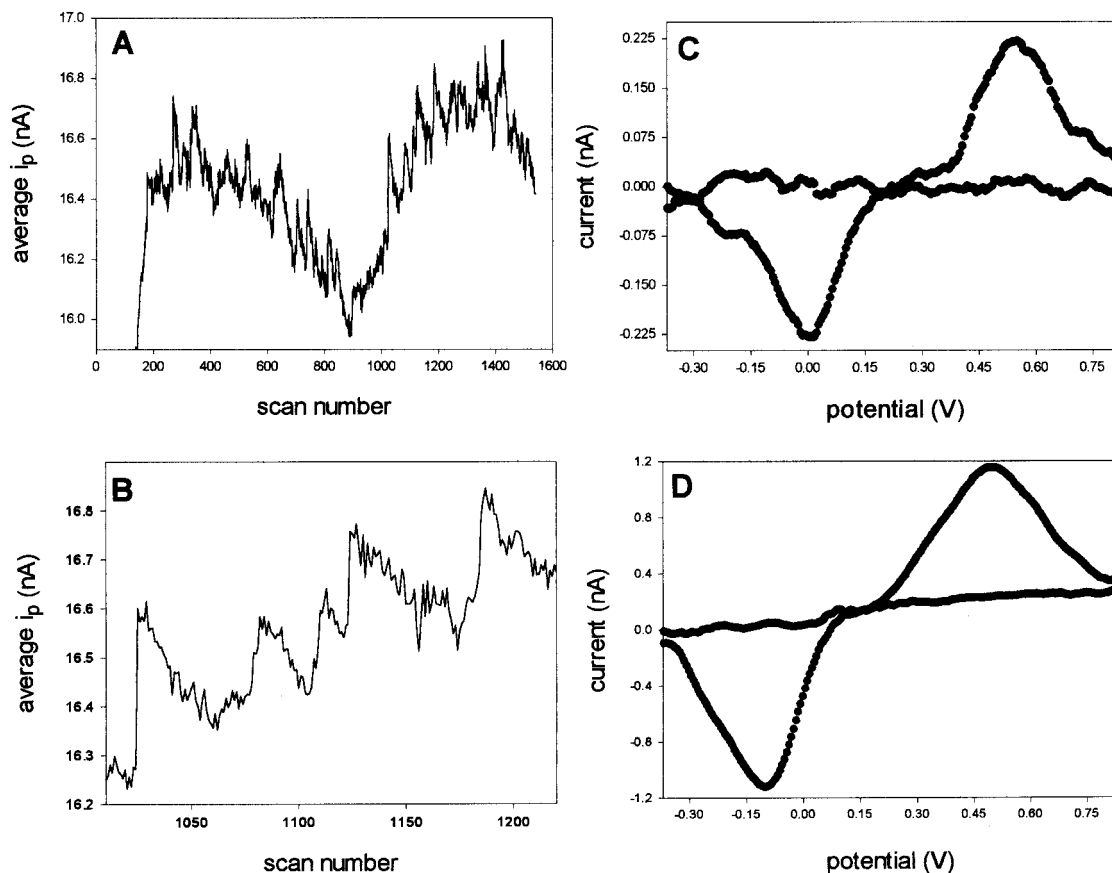 A
average ip (nA)
17.0
16.8
16.6
16.4
16.2
16.0
0 200 400 600 800 1000 1200 1400 1600
scan number
C
current (nA)
0.225
0.150
0.075
0.000
-0.075
-0.150
-0.225
-0.30 -0.15 0.00 0.15 0.30 0.45 0.60 0.75
potential (V)
B
average ip (nA)
16.8
16.7
16.6
16.5
16.4
16.3
16.2
1050 1100 1150 1200
scan number
D
current (nA)
1.2
0.8
0.4
0.0
-0.4
-0.8
-1.2
-0.30 -0.15 0.00 0.15 0.30 0.45 0.60 0.75
potential (V)